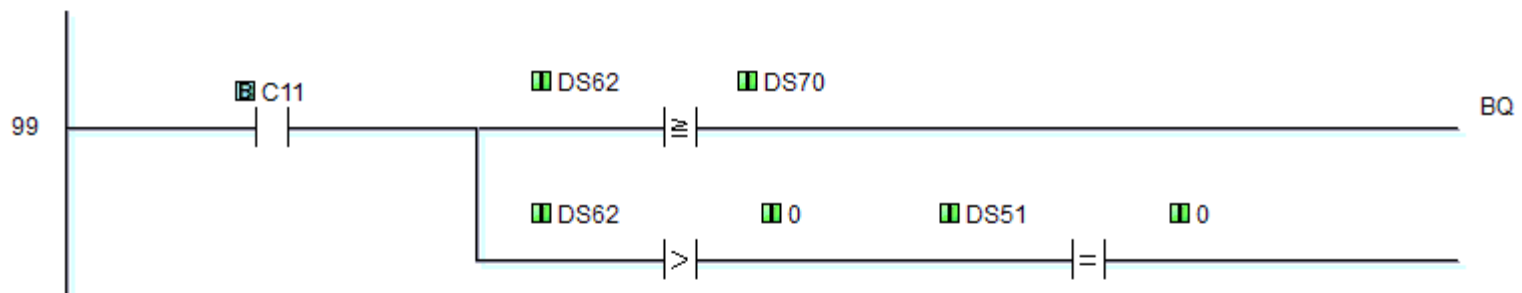 B C11
I DS62 I DS70
99 ≧ BQ
I DS62 I 0 I DS51 I 0
> =